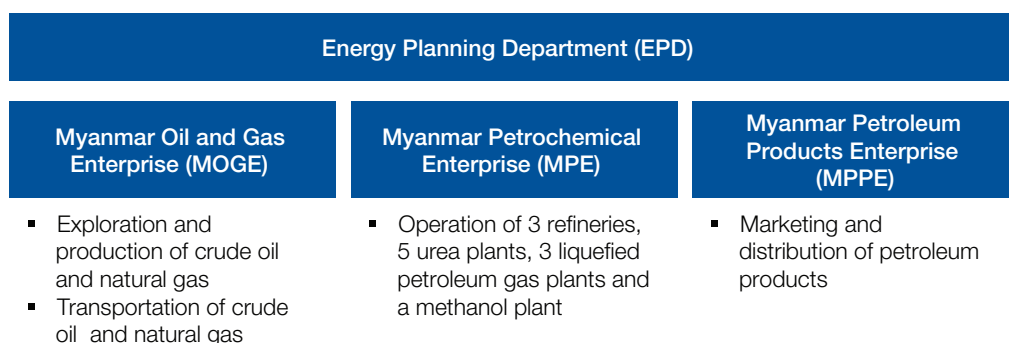 Energy Planning Department (EPD)
Myanmar Oil and Gas
Enterprise (MOGE)
▪ Exploration and
production of crude oil
and natural gas
▪ Transportation of crude
oil and natural gas
Myanmar Petrochemical
Enterprise (MPE)
▪ Operation of 3 refineries,
5 urea plants, 3 liquefied
petroleum gas plants and
a methanol plant
Myanmar Petroleum
Products Enterprise
(MPPE)
▪ Marketing and
distribution of petroleum
products